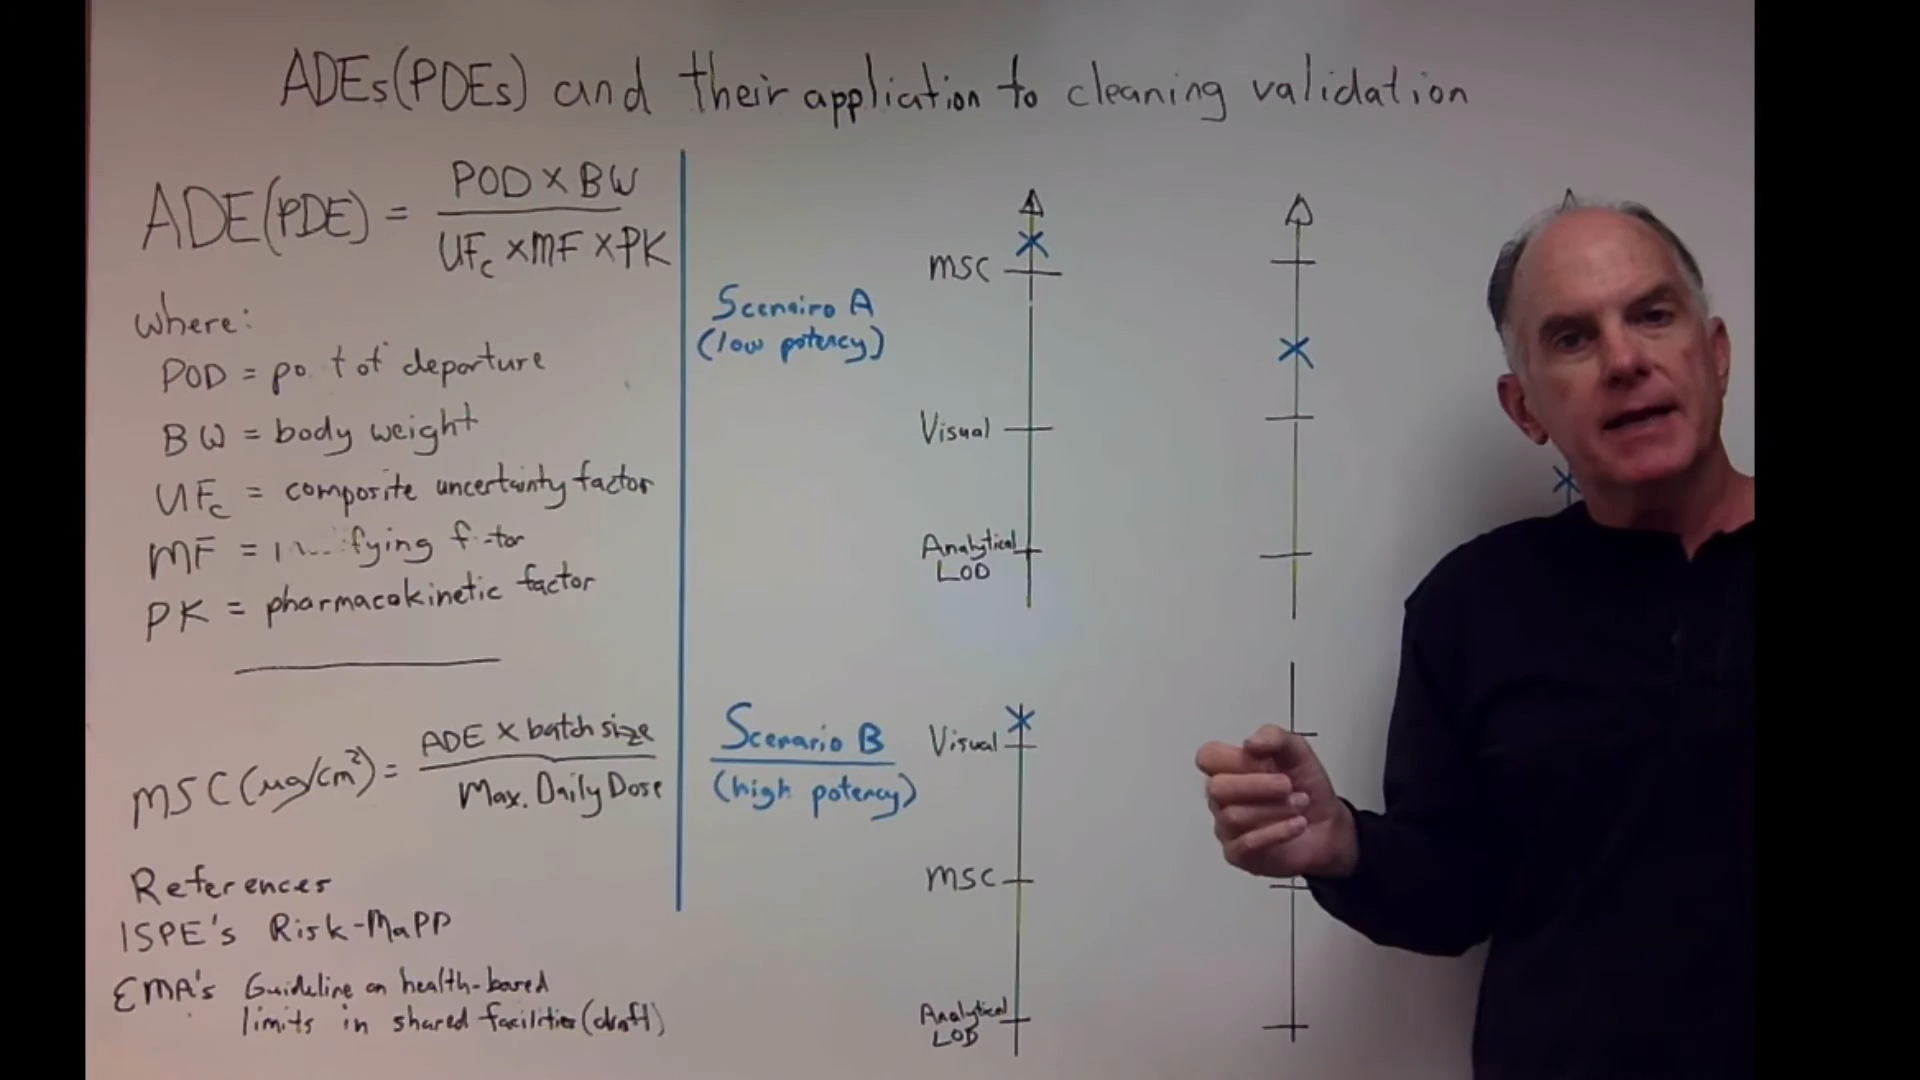 ADEs(PDEs) and their application to cleaning validation
ADE(PDE) = POD X BW
UFc x MF x PK
where:
POD = po t of departure
BW = body weight
UFc = composite uncertainty factor
MF = fying f tor
PK = pharmacokinetic factor
MSC(µg/cm²) = ADE X batch size
Max. Daily Dose
References
ISPE's Risk-MaPP
EMA's Guideline on health-based
limits in shared facilities (draft)
Scenairo A
(low potency)
MSC
Visual
Analytical
LOD
Scenario B
(high potency)
Visual
MSC
Analytical
LOD